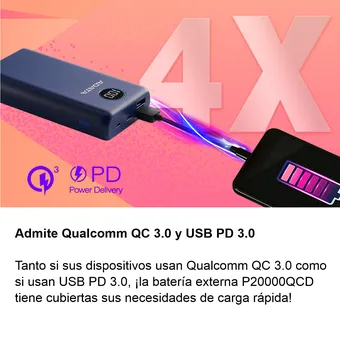 4X
100
ADATA
3
PD
Power Delivery
Admite Qualcomm QC 3.0 y USB PD 3.0
Tanto si sus dispositivos usan Qualcomm QC 3.0 como
si usan USB PD 3.0, ¡la batería externa P20000QCD
tiene cubiertas sus necesidades de carga rápida!